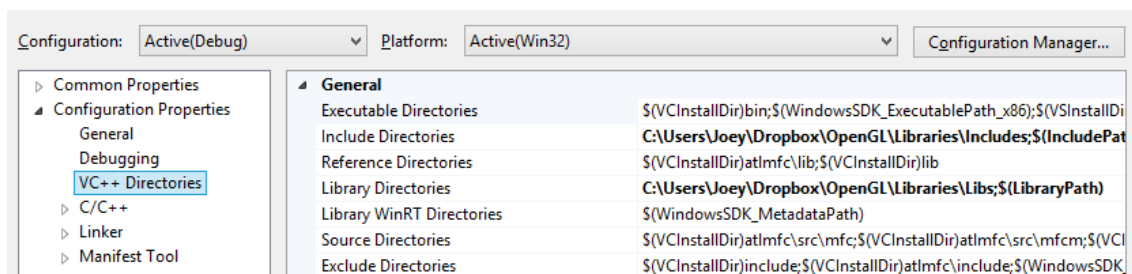 Configuration: Active(Debug) Platform: Active(Win32) Configuration Manager...
Common Properties
Configuration Properties
General
Debugging
VC++ Directories
C/C++
Linker
Manifest Tool
General
Executable Directories $(VCInstallDir)bin;$(WindowsSDK_ExecutablePath_x86);$(VSInstallDi
Include Directories C:\Users\Joey\Dropbox\OpenGL\Libraries\Includes;$(IncludePat
Reference Directories $(VCInstallDir)atlmfc\lib;$(VCInstallDir)lib
Library Directories C:\Users\Joey\Dropbox\OpenGL\Libraries\Libs;$(LibraryPath)
Library WinRT Directories $(WindowsSDK_MetadataPath)
Source Directories $(VCInstallDir)atlmfc\src\mfc;$(VCInstallDir)atlmfc\src\mfcm;$(VCI
Exclude Directories $(VCInstallDir)include;$(VCInstallDir)atlmfc\include;$(WindowsSDK_